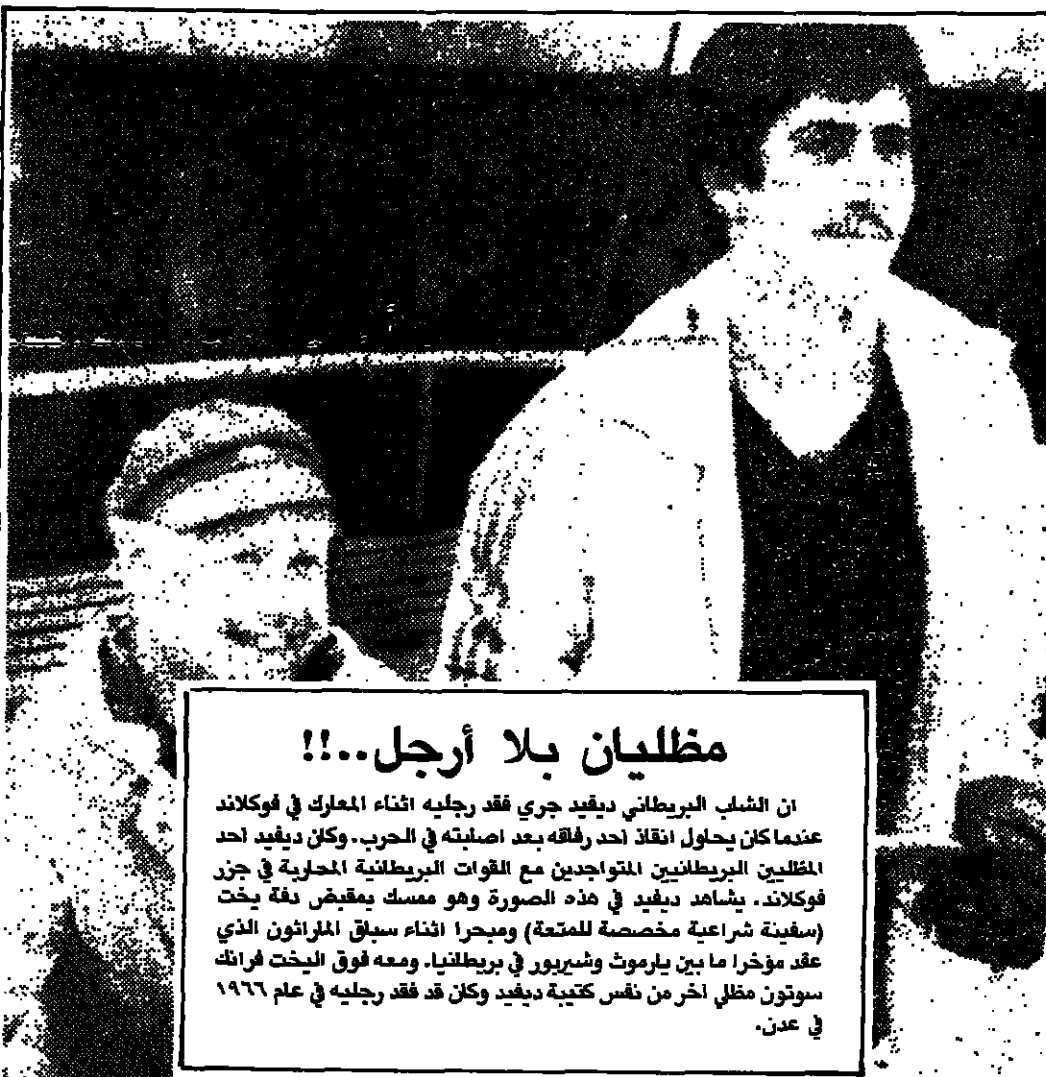 مظليان بلا أرجل..!!
ان الشاب البريطاني ديفيد جري فقد رجليه اثناء المعارك في فوكلاند
عندما كان يحاول انقاذ احد رفاقه بعد اصابته في الحرب. وكان ديفيد احد
المظليين البريطانيين المتواجدين مع القوات البريطانية المحاربة في جزر
فوكلاند. يشاهد ديفيد في هذه الصورة وهو ممسك بمقبض دفة يخت
(سفينة شراعية مخصصة للمتعة) ومبحرا اثناء سباق الماراثون الذي
عقد مؤخرا ما بين يارموث وشيربور في بريطانيا. ومعه فوق اليخت فرانك
سوتون مظلي آخر من نفس كتيبة ديفيد وكان قد فقد رجليه في عام ١٩٦٦
في عدن.